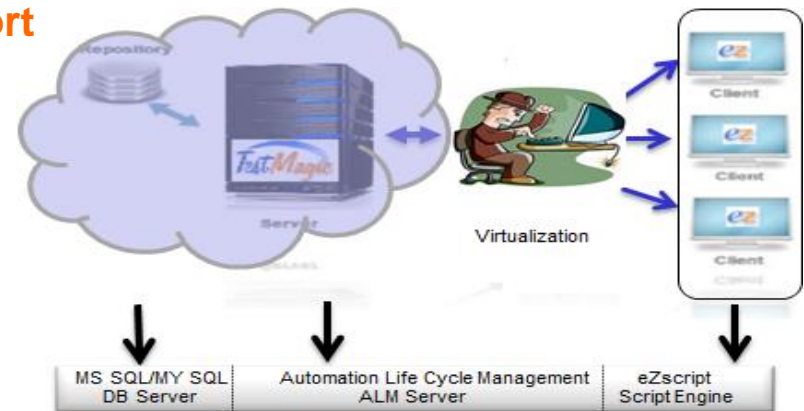 ort
Repository
TestMagic
Server
Virtualization
ez
Client
ez
Client
ez
Client
Client
MS SQL/MY SQL
DB Server
Automation Life Cycle Management
ALM Server
eZscript
Script Engine